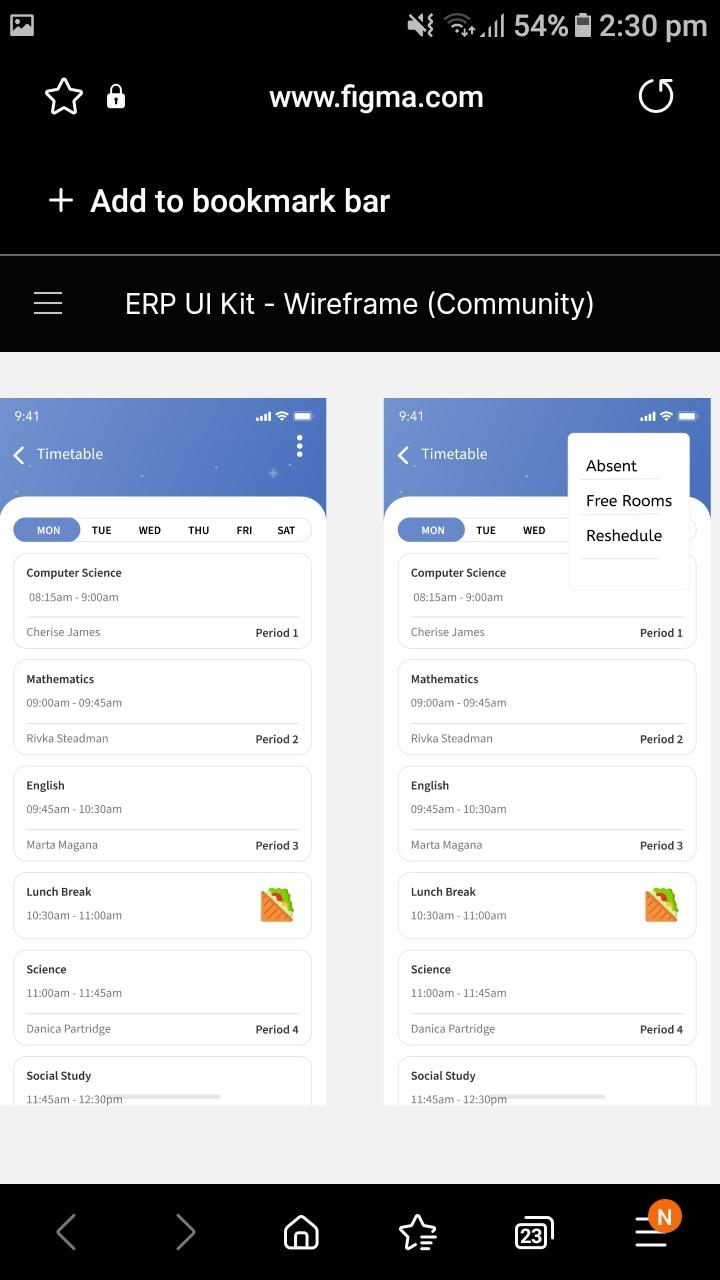 54% 2:30 pm
www.figma.com
+ Add to bookmark bar
ERP UI Kit - Wireframe (Community)
9:41
Timetable
MON TUE WED THU FRI SAT
Computer Science
08:15am - 9:00am
Cherise James Period 1
Mathematics
09:00am - 09:45am
Rivka Steadman Period 2
English
09:45am - 10:30am
Marta Magana Period 3
Lunch Break
10:30am - 11:00am
Science
11:00am - 11:45am
Danica Partridge Period 4
Social Study
11:45am - 12:30pm
9:41
Timetable
Absent
Free Rooms
Reshedule
MON TUE WED
Computer Science
08:15am - 9:00am
Cherise James Period 1
Mathematics
09:00am - 09:45am
Rivka Steadman Period 2
English
09:45am - 10:30am
Marta Magana Period 3
Lunch Break
10:30am - 11:00am
Science
11:00am - 11:45am
Danica Partridge Period 4
Social Study
11:45am - 12:30pm
23
N